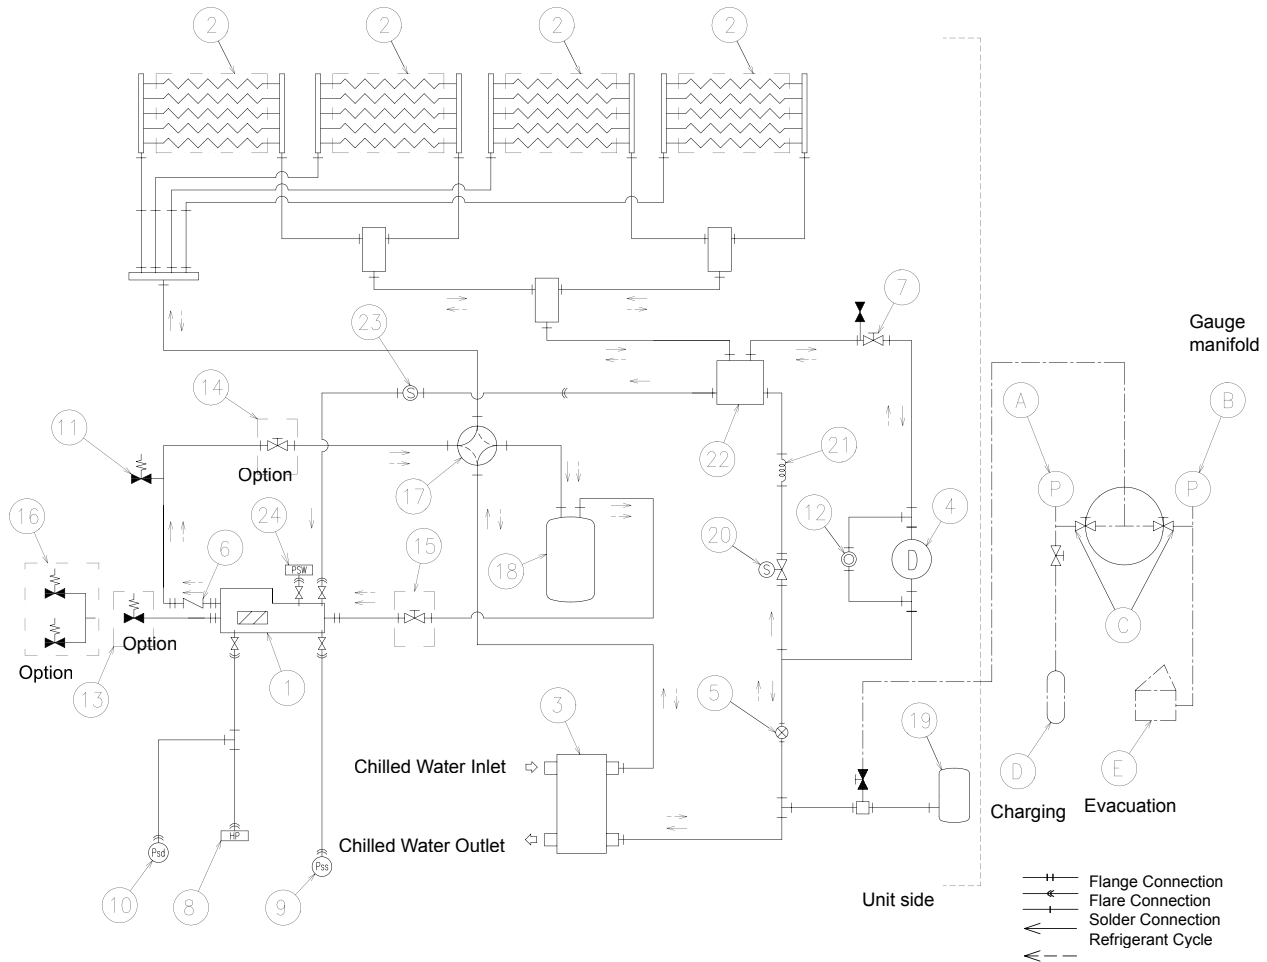 2
2
2
2
7
23
Gauge
manifold
14
A
B
11
Option
22
21
17
P
P
16
24
PSW
12
4
6
15
20
S
S
D
18
C
Option
Option
13
1
5
3
19
Chilled Water Inlet
D
E
Charging
Evacuation
HP
Chilled Water Outlet
Psd
Pss
10
8
9
Unit side
Flange Connection
Flare Connection
Solder Connection
Refrigerant Cycle